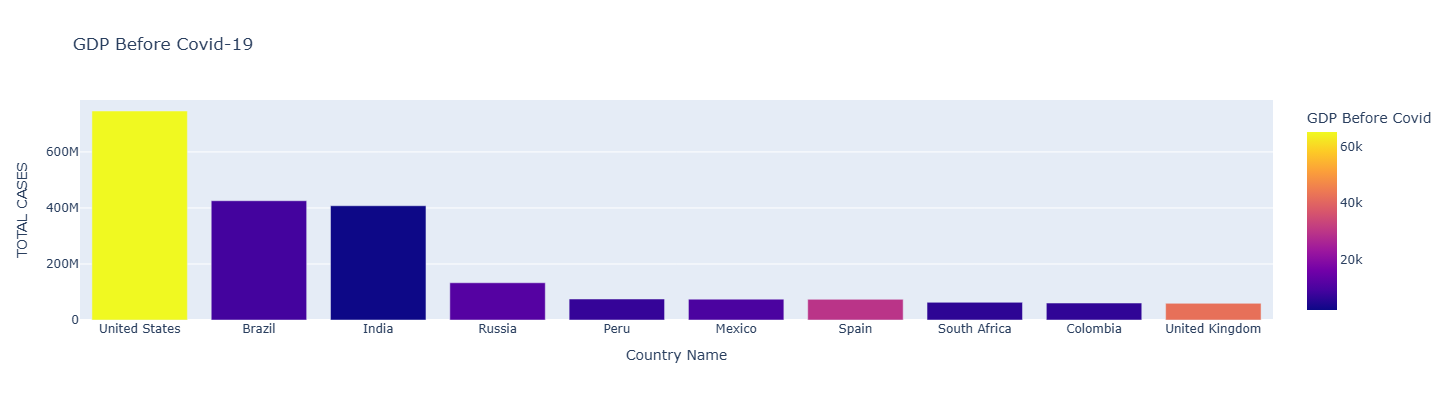 GDP Before Covid-19
TOTAL CASES
600M
400M
200M
0
United States Brazil India Russia Peru Mexico Spain South Africa Colombia United Kingdom
Country Name
GDP Before Covid
60k
40k
20k